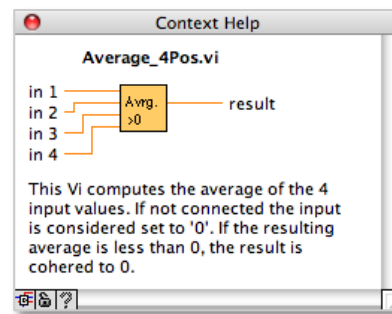 Context Help
Average_4Pos.vi
in 1
in 2
in 3
in 4
Avrg.
>0
result
This Vi computes the average of the 4
input values. If not connected the input
is considered set to '0'. If the resulting
average is less than 0, the result is
cohered to 0.
?